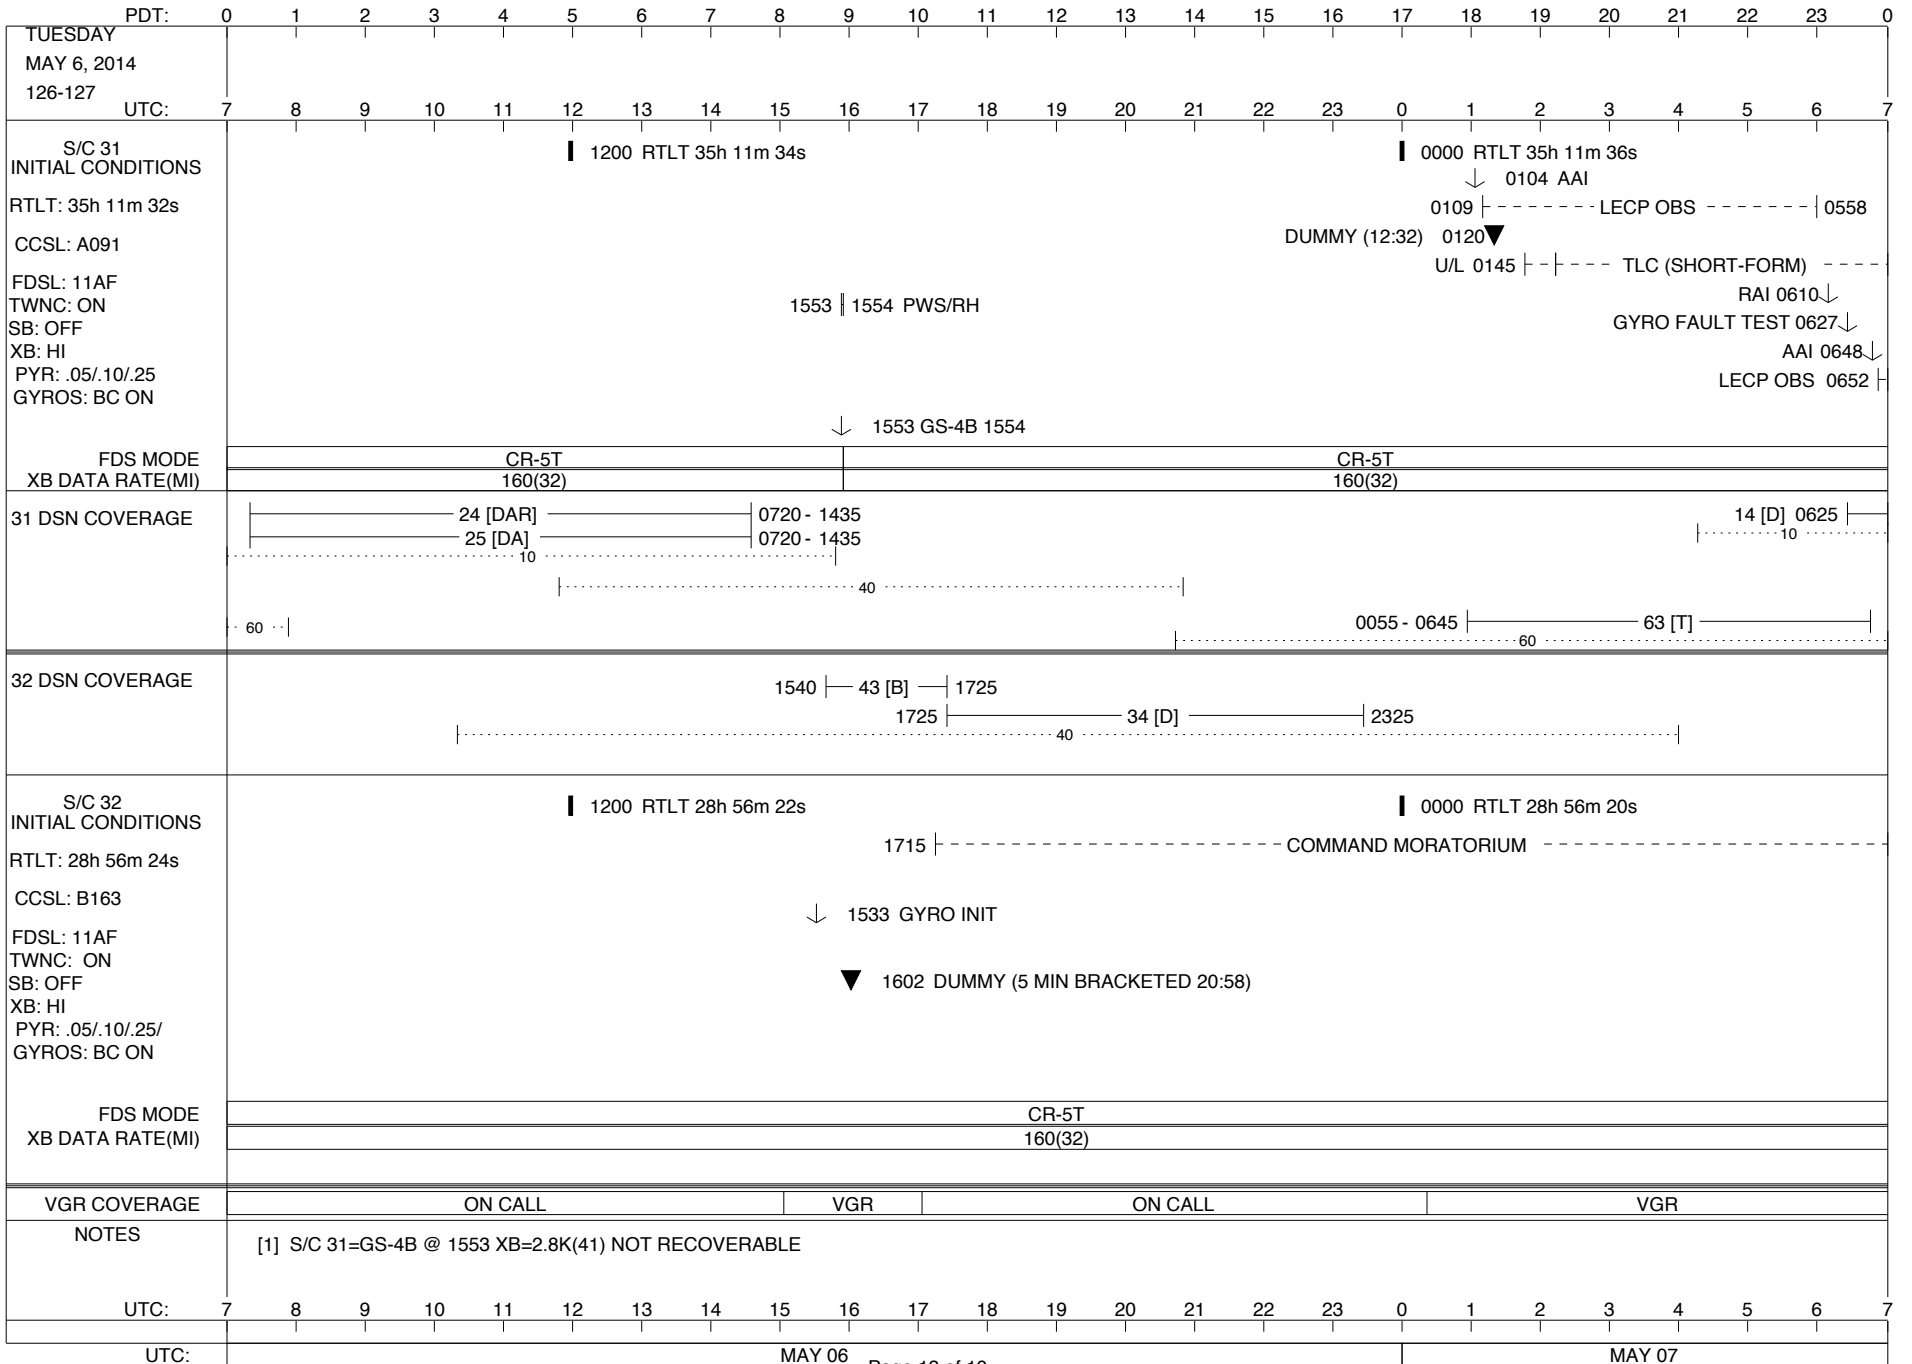 PDT: 0 1 2 3 4 5 6 7 8 9 10 11 12 13 14 15 16 17 18 19 20 21 22 23 0
TUESDAY
MAY 6, 2014
126-127
UTC: 7 8 9 10 11 12 13 14 15 16 17 18 19 20 21 22 23 0 1 2 3 4 5 6 7
S/C 31
INITIAL CONDITIONS
RTLT: 35h 11m 32s
CCSL: A091
FDSL: 11AF
TWNC: ON
SB: OFF
XB: HI
PYR: .05/.10/.25
GYROS: BC ON
1200 RTLT 35h 11m 34s
0000 RTLT 35h 11m 36s
0104 AAI
0109 LECP OBS 0558
DUMMY (12:32) 0120
U/L 0145 TLC (SHORT-FORM)
1553 1554 PWS/RH
RAI 0610
GYRO FAULT TEST 0627
AAI 0648
LECP OBS 0652
1553 GS-4B 1554
FDS MODE CR-5T CR-5T
XB DATA RATE(MI) 160(32) 160(32)
31 DSN COVERAGE
24 [DAR] 0720 - 1435
25 [DA] 0720 - 1435
10
14 [D] 0625
10
40
60
0055 - 0645 63 [T]
60
32 DSN COVERAGE
1540 43 [B] 1725
1725 34 [D] 2325
40
S/C 32
INITIAL CONDITIONS
RTLT: 28h 56m 24s
CCSL: B163
FDSL: 11AF
TWNC: ON
SB: OFF
XB: HI
PYR: .05/.10/.25/
GYROS: BC ON
1200 RTLT 28h 56m 22s
0000 RTLT 28h 56m 20s
1715 COMMAND MORATORIUM
1533 GYRO INIT
1602 DUMMY (5 MIN BRACKETED 20:58)
FDS MODE CR-5T
XB DATA RATE(MI) 160(32)
VGR COVERAGE ON CALL VGR ON CALL VGR
NOTES
[1] S/C 31=GS-4B @ 1553 XB=2.8K(41) NOT RECOVERABLE
UTC: 7 8 9 10 11 12 13 14 15 16 17 18 19 20 21 22 23 0 1 2 3 4 5 6 7
UTC: MAY 06 MAY 07